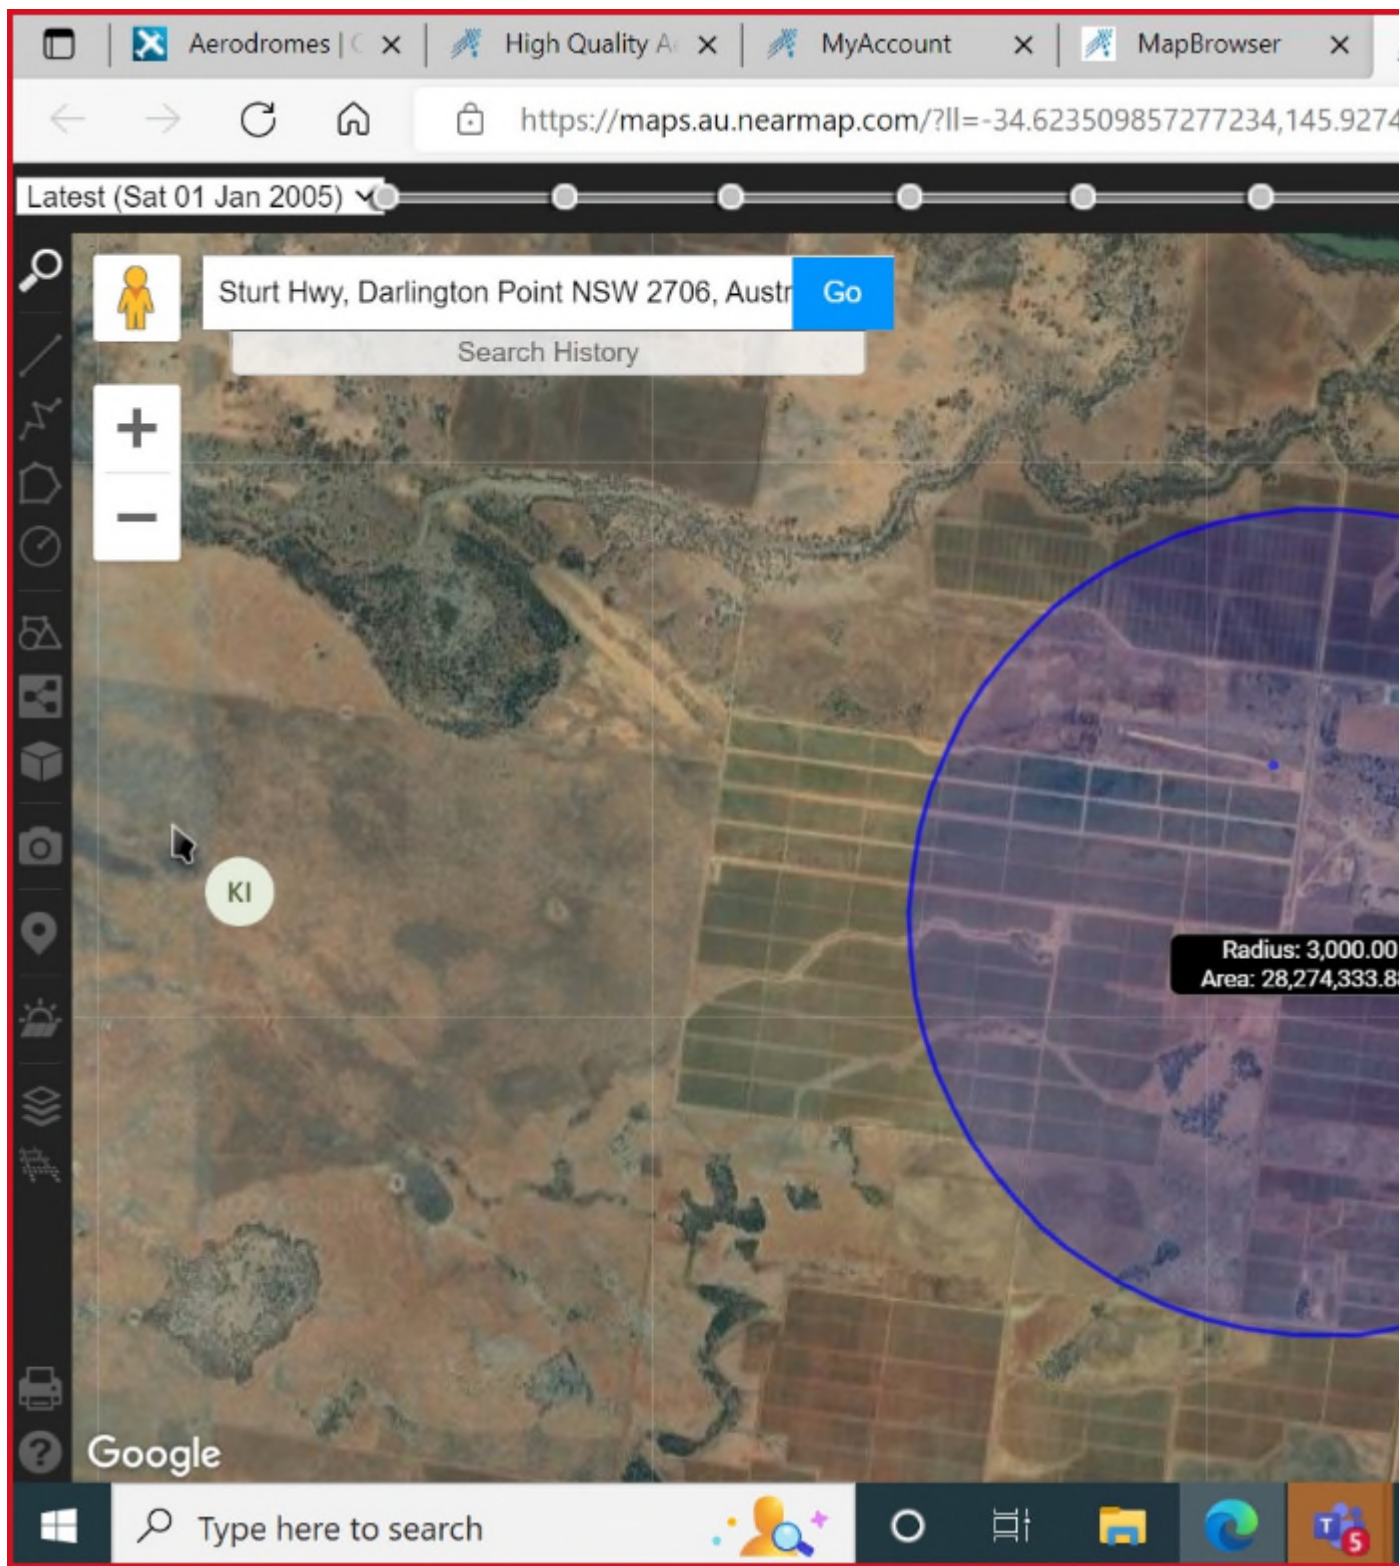 Aerodromes | C
High Quality A
MyAccount
MapBrowser
https://maps.au.nearmap.com/?ll=-34.623509857277234,145.9274
Latest (Sat 01 Jan 2005)
Sturt Hwy, Darlington Point NSW 2706, Austr
Go
Search History
KI
Radius: 3,000.00
Area: 28,274,333.8
Google
Type here to search
T
5